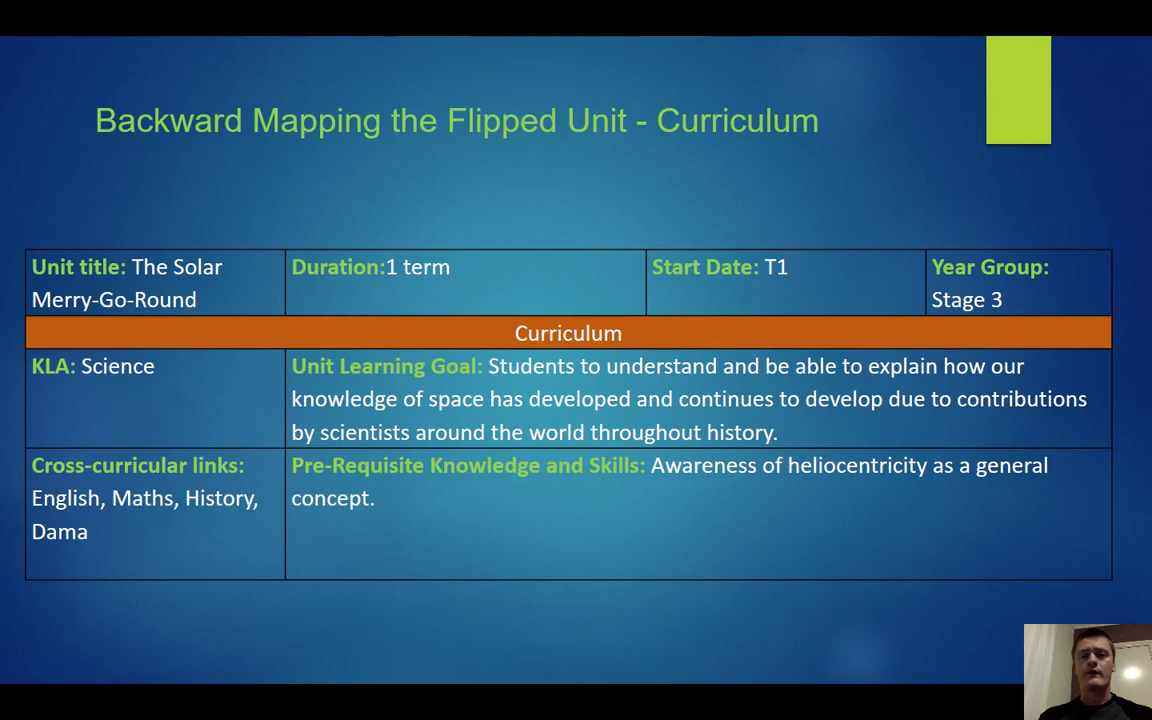 Backward Mapping the Flipped Unit - Curriculum
Unit title: The Solar
Merry-Go-Round
Duration:1 term
Start Date: T1
Year Group:
Stage 3
Curriculum
KLA: Science
Unit Learning Goal: Students to understand and be able to explain how our
knowledge of space has developed and continues to develop due to contributions
by scientists around the world throughout history.
Cross-curricular links:
English, Maths, History,
Dama
Pre-Requisite Knowledge and Skills: Awareness of heliocentricity as a general
concept.